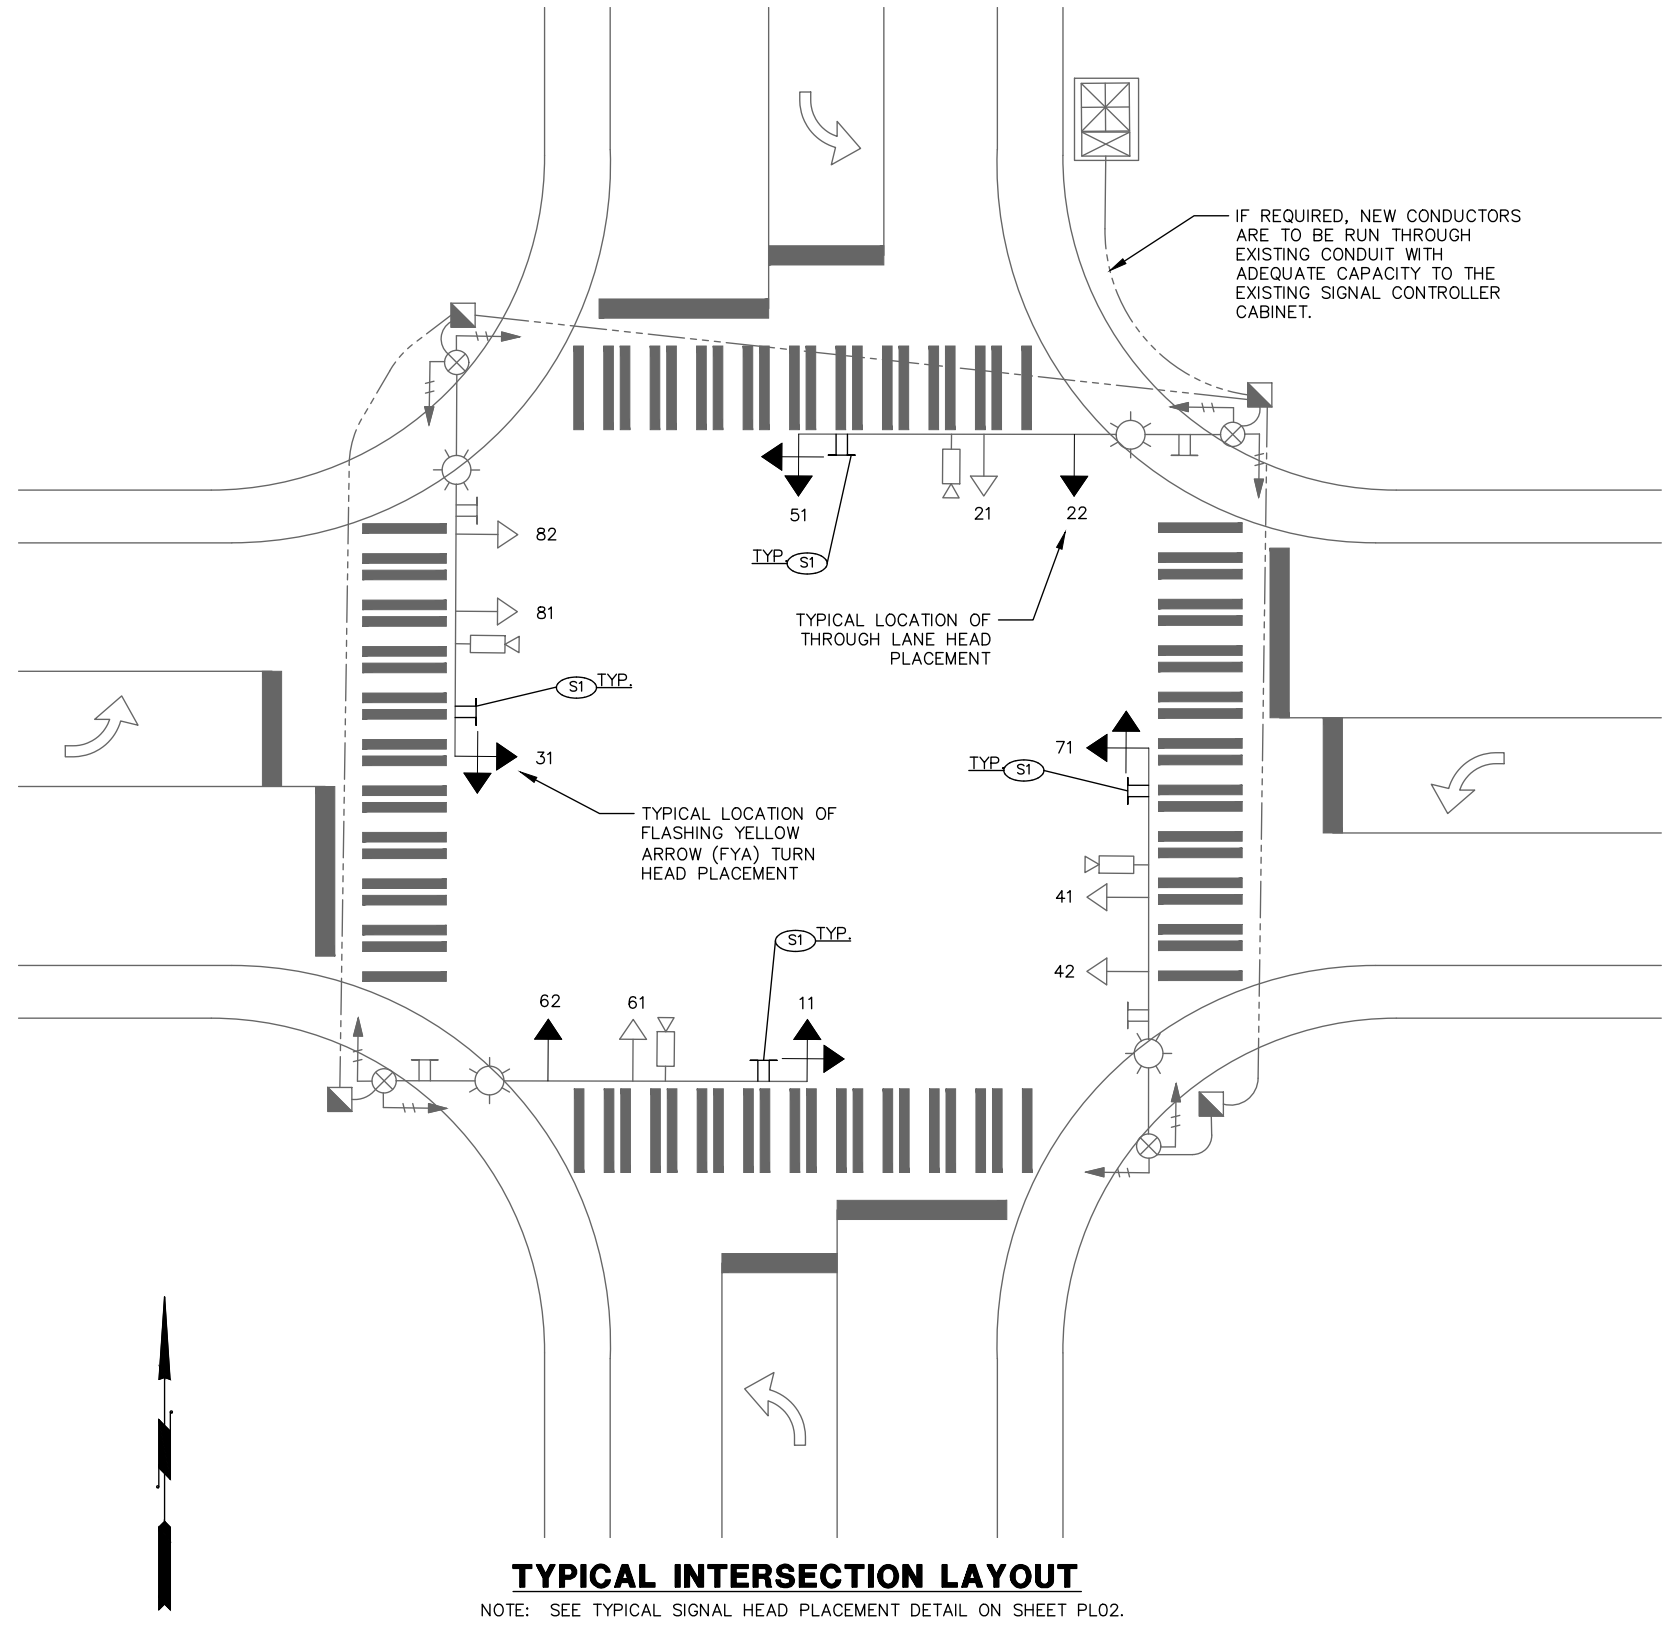 IF REQUIRED, NEW CONDUCTORS
ARE TO BE RUN THROUGH
EXISTING CONDUIT WITH
ADEQUATE CAPACITY TO THE
EXISTING SIGNAL CONTROLLER
CABINET.
51
21
22
82
TYP.
S1
81
TYPICAL LOCATION OF
THROUGH LANE HEAD
PLACEMENT
S1
TYP.
31
71
TYP.
S1
TYPICAL LOCATION OF
FLASHING YELLOW
ARROW (FYA) TURN
HEAD PLACEMENT
41
S1
TYP.
42
62
61
11
N
TYPICAL INTERSECTION LAYOUT
NOTE: SEE TYPICAL SIGNAL HEAD PLACEMENT DETAIL ON SHEET PL02.